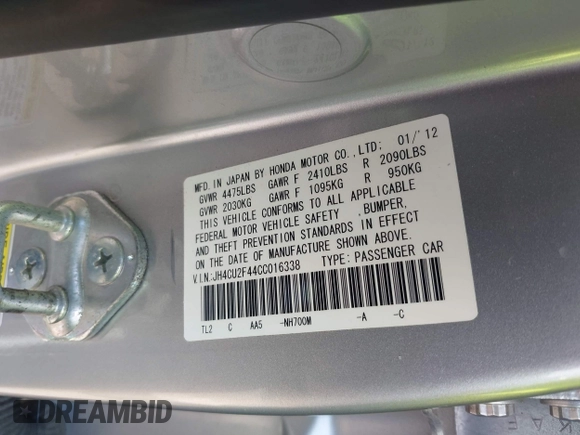 MFD. IN JAPAN BY HONDA MOTOR CO.,LTD: 01/'12
GVWR 4475LBS GAWR F 2410LBS R 2090LBS
GVWR 2030KG GAWR F 1095KG R 950KG
THIS VEHICLE CONFORMS TO ALL APPLICABLE
FEDERAL MOTOR VEHICLE SAFETY ,BUMPER,
AND THEFT PREVENTION STANDARDS IN EFFECT
ON THE DATE OF MANUFACTURE SHOWN ABOVE.
V.I.N:JH4CU2F44CC016338 TYPE: PASSENGER CAR
TL2 C AA5 -NH700M -A -C
DREAMBID